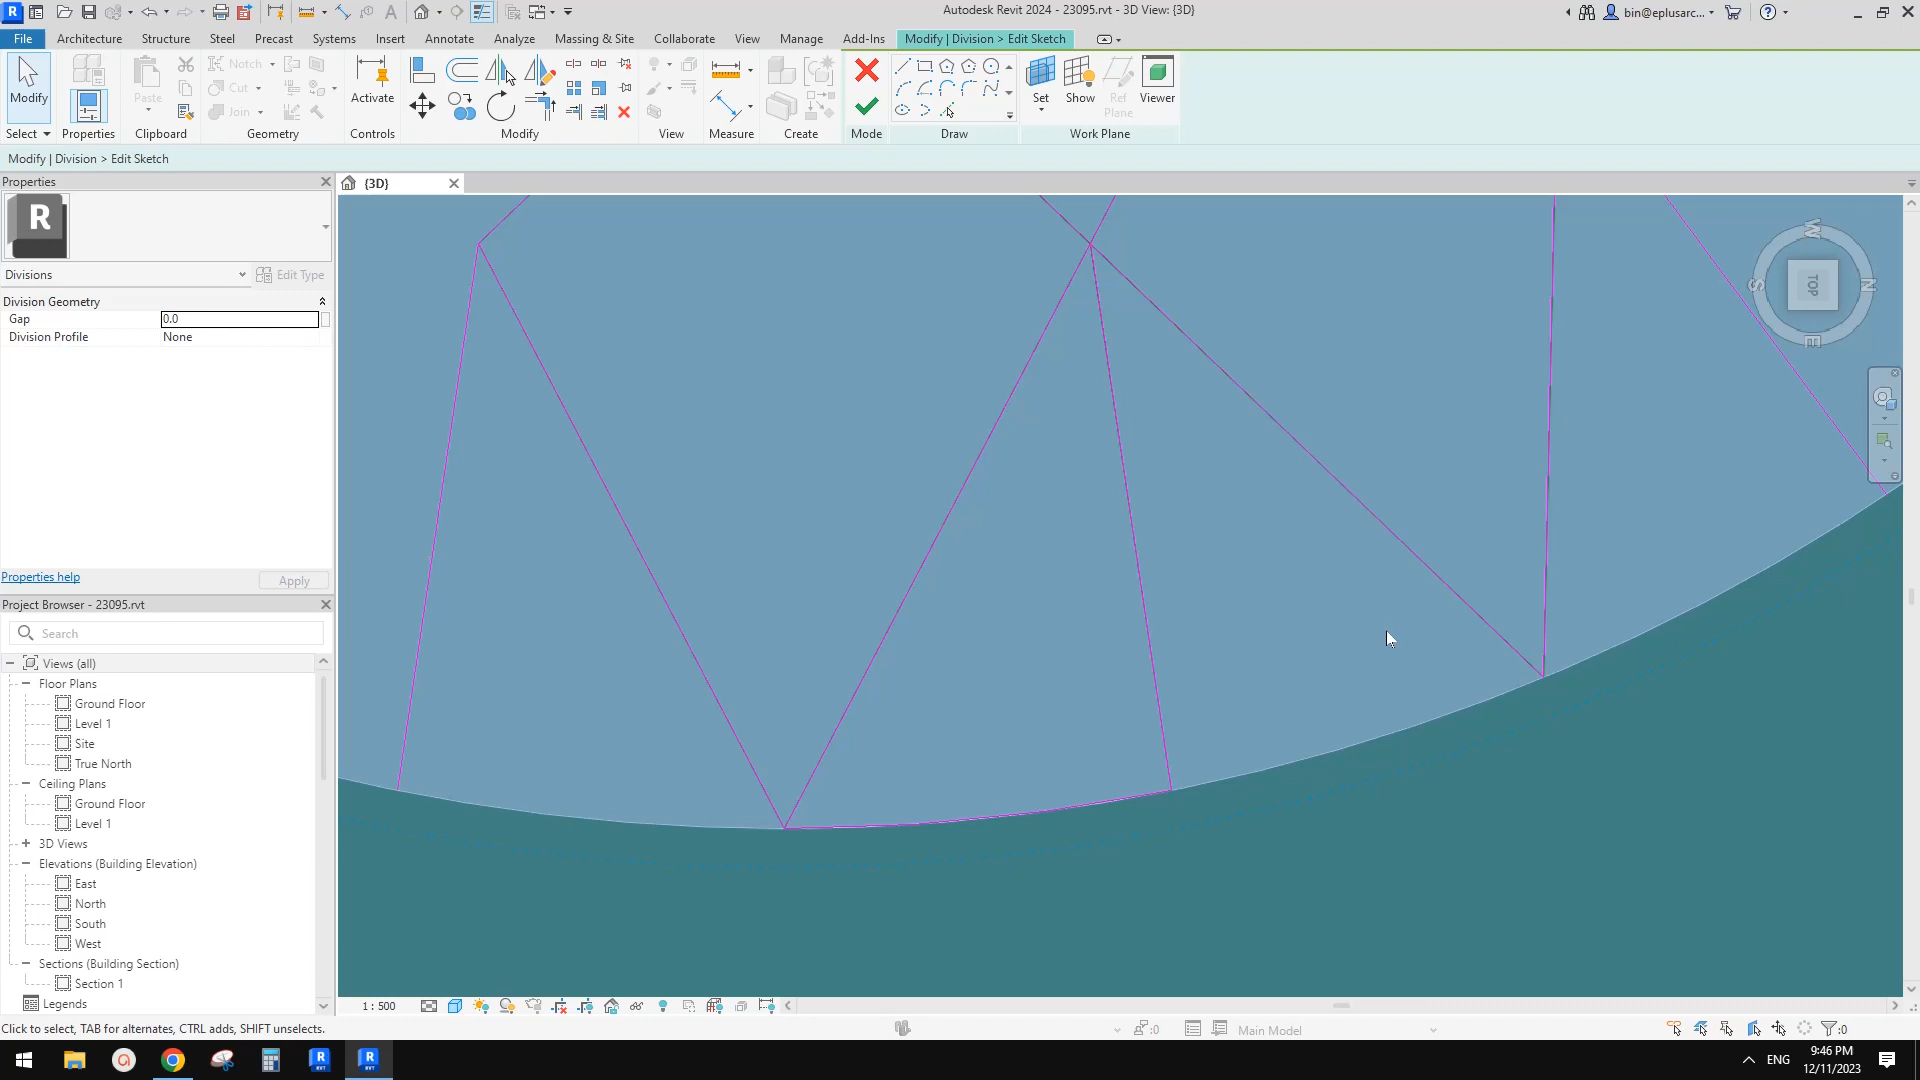 Autodesk Revit 2024 - 23095.rvt - 3D View: {3D}
bin@eplusarc...
File Architecture Structure Steel Precast Systems Insert Annotate Analyze Massing & Site Collaborate View Manage Add-Ins Modify | Division > Edit Sketch
Modify
Paste
Notch
Cut
Join
Activate
Set
Show
Ref
Plane
Viewer
Select Properties Clipboard Geometry Controls Modify View Measure Create Mode Draw Work Plane
Modify | Division > Edit Sketch
Properties
{3D}
R
Divisions
Edit Type
Division Geometry
Gap 0.0
Division Profile None
Properties help
Apply
Project Browser - 23095.rvt
Search
Views (all)
Floor Plans
Ground Floor
Level 1
Site
True North
Ceiling Plans
Ground Floor
Level 1
3D Views
Elevations (Building Elevation)
East
North
South
West
Sections (Building Section)
Section 1
Legends
W
S
TOP
N
E
1 : 500
Click to select, TAB for alternates, CTRL adds, SHIFT unselects.
:0
Main Model
:0
ENG
9:46 PM
12/11/2023